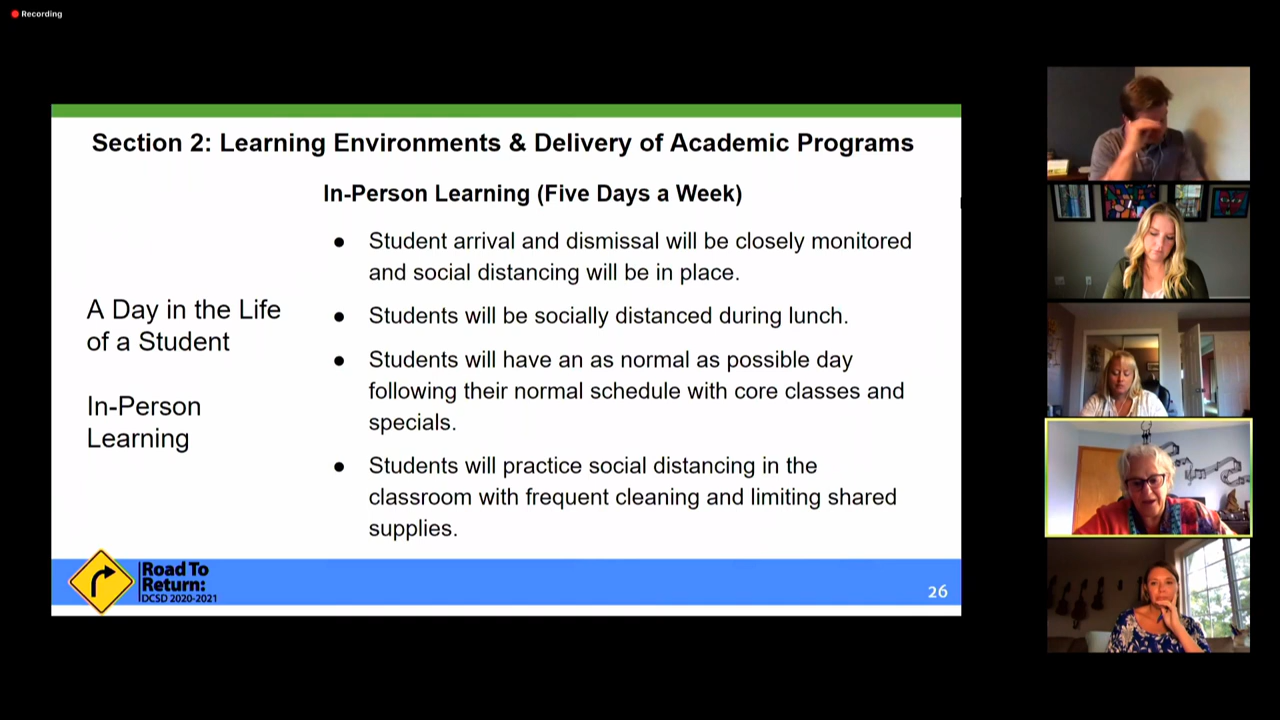 Recording
Section 2: Learning Environments & Delivery of Academic Programs
In-Person Learning (Five Days a Week)
● Student arrival and dismissal will be closely monitored
and social distancing will be in place.
● Students will be socially distanced during lunch.
● Students will have an as normal as possible day
following their normal schedule with core classes and
specials.
● Students will practice social distancing in the
classroom with frequent cleaning and limiting shared
supplies.
A Day in the Life
of a Student
In-Person
Learning
Road To
Return:
DCSD 2020-2021
26